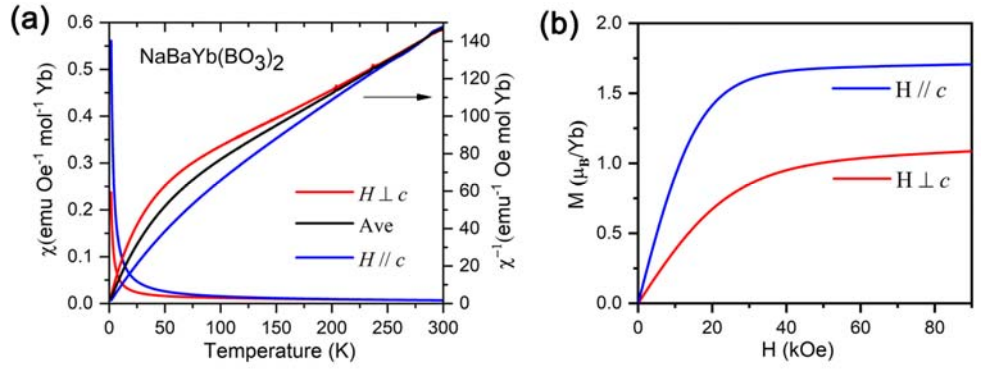 (a)
NaBaYb(BO₃)₂
χ(emu Oe⁻¹ mol⁻¹ Yb)
0.6
0.5
0.4
0.3
0.2
0.1
0.0
H ⊥ c
Ave
H // c
140
120
100
80
60
40
20
0
χ⁻¹(emu⁻¹ Oe mol Yb)
0 50 100 150 200 250 300
Temperature (K)
(b)
M (μ_B/Yb)
2.0
1.5
1.0
0.5
0.0
H // c
H ⊥ c
0 20 40 60 80
H (kOe)